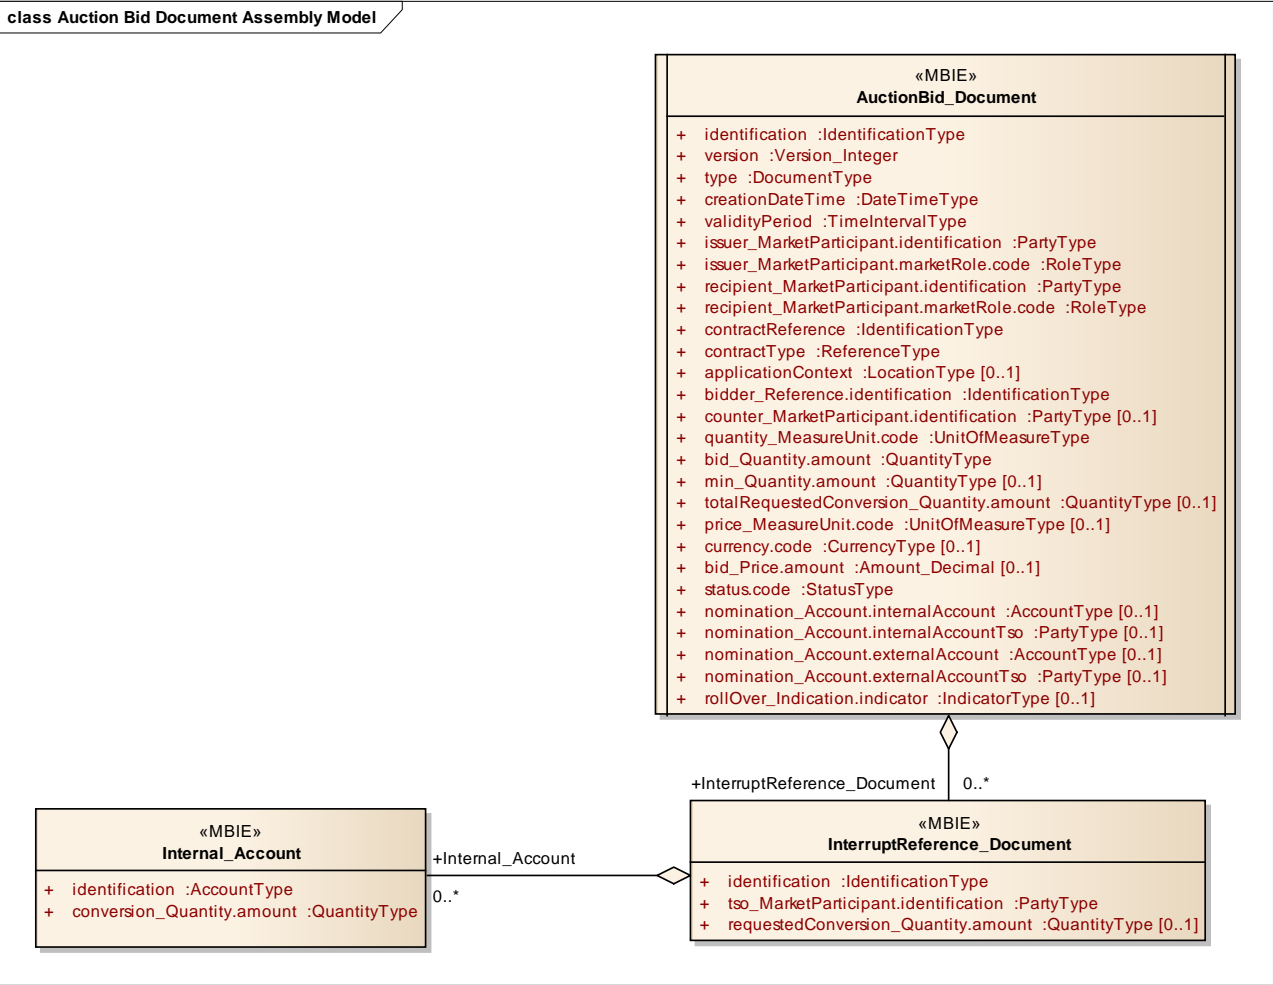 class Auction Bid Document Assembly Model
«MBIE»
AuctionBid_Document
+ identification :IdentificationType
+ version :Version_Integer
+ type :DocumentType
+ creationDateTime :DateTimeType
+ validityPeriod :TimeIntervalType
+ issuer_MarketParticipant.identification :PartyType
+ issuer_MarketParticipant.marketRole.code :RoleType
+ recipient_MarketParticipant.identification :PartyType
+ recipient_MarketParticipant.marketRole.code :RoleType
+ contractReference :IdentificationType
+ contractType :ReferenceType
+ applicationContext :LocationType [0..1]
+ bidder_Reference.identification :IdentificationType
+ counter_MarketParticipant.identification :PartyType [0..1]
+ quantity_MeasureUnit.code :UnitOfMeasureType
+ bid_Quantity.amount :QuantityType
+ min_Quantity.amount :QuantityType [0..1]
+ totalRequestedConversion_Quantity.amount :QuantityType [0..1]
+ price_MeasureUnit.code :UnitOfMeasureType [0..1]
+ currency.code :CurrencyType [0..1]
+ bid_Price.amount :Amount_Decimal [0..1]
+ status.code :StatusType
+ nomination_Account.internalAccount :AccountType [0..1]
+ nomination_Account.internalAccountTso :PartyType [0..1]
+ nomination_Account.externalAccount :AccountType [0..1]
+ nomination_Account.externalAccountTso :PartyType [0..1]
+ rollOver_Indication.indicator :IndicatorType [0..1]
+InterruptReference_Document 0..*
«MBIE»
InterruptReference_Document
+ identification :IdentificationType
+ tso_MarketParticipant.identification :PartyType
+ requestedConversion_Quantity.amount :QuantityType [0..1]
+Internal_Account
0..*
«MBIE»
Internal_Account
+ identification :AccountType
+ conversion_Quantity.amount :QuantityType